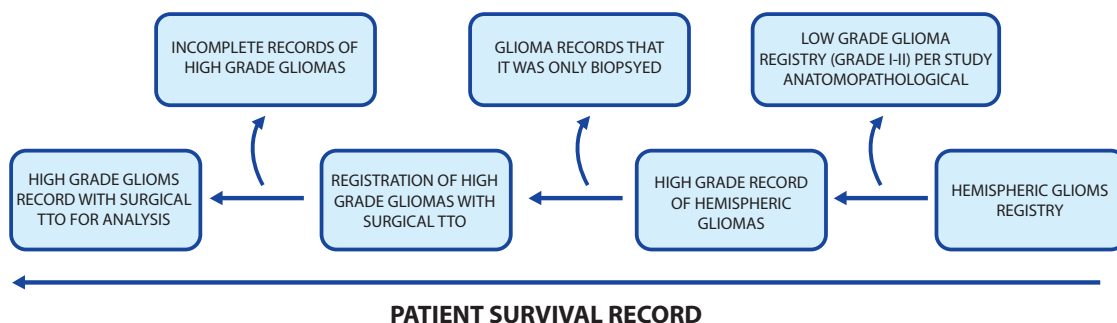 INCOMPLETE RECORDS OF
HIGH GRADE GLIOMAS
GLIOMA RECORDS THAT
IT WAS ONLY BIOPSYED
LOW GRADE GLIOMA
REGISTRY (GRADE I-II) PER STUDY
ANATOMOPATHOLOGICAL
HIGH GRADE GLIOMS
RECORD WITH SURGICAL
TTO FOR ANALYSIS
REGISTRATION OF HIGH
GRADE GLIOMAS WITH
SURGICAL TTO
HIGH GRADE RECORD
OF HEMISPHERIC
GLIOMAS
HEMISPHERIC GLIOMS
REGISTRY
PATIENT SURVIVAL RECORD